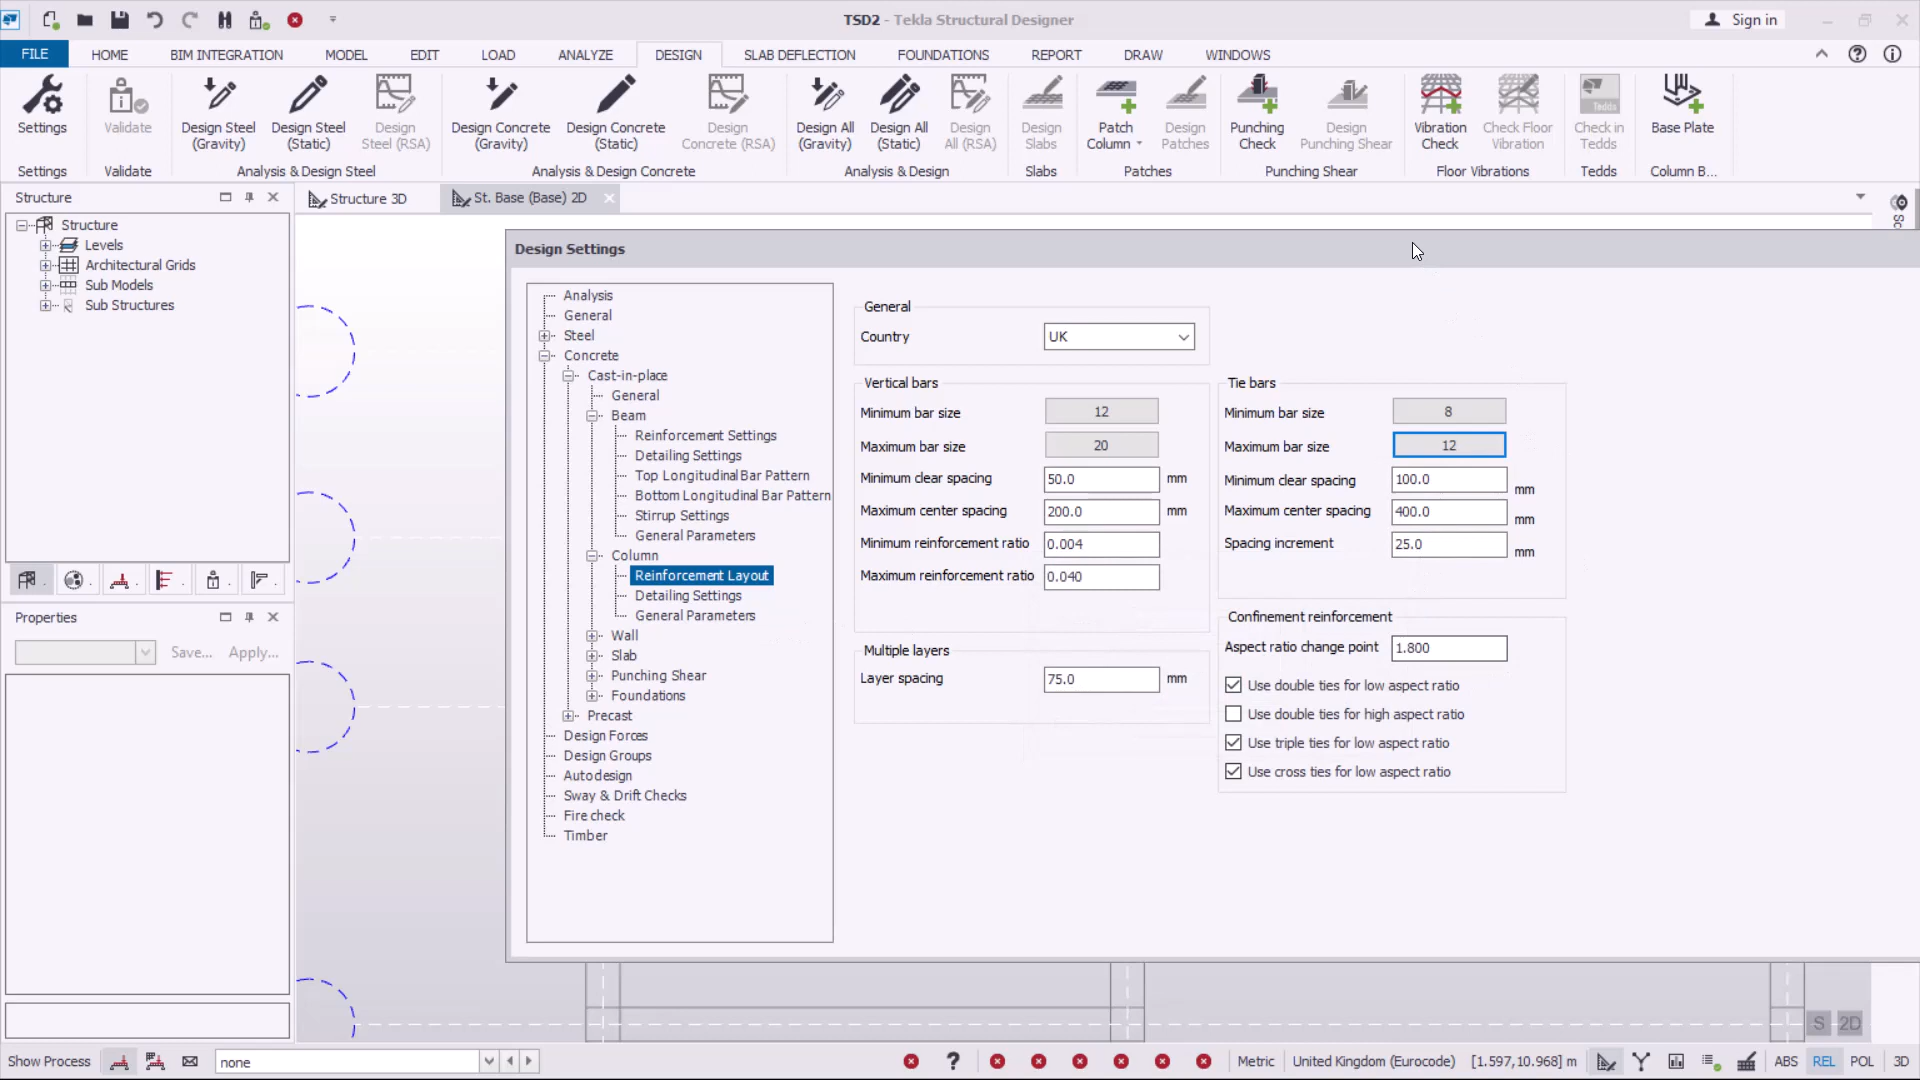 TSD2 - Tekla Structural Designer
Sign in
FILE HOME BIM INTEGRATION MODEL EDIT LOAD ANALYZE DESIGN SLAB DEFLECTION FOUNDATIONS REPORT DRAW WINDOWS
Settings
Validate
Design Steel
(Gravity)
Design Steel
(Static)
Design
Steel (RSA)
Design Concrete
(Gravity)
Design Concrete
(Static)
Design
Concrete (RSA)
Design All
(Gravity)
Design All
(Static)
Design
All (RSA)
Design
Slabs
Patch
Column
Design
Patches
Punching
Check
Design
Punching Shear
Vibration
Check
Check Floor
Vibration
Tedds
Check in
Tedds
Base Plate
Settings Validate Analysis & Design Steel Analysis & Design Concrete Analysis & Design Slabs Patches Punching Shear Floor Vibrations Tedds Column B...
Structure
Structure 3D
St. Base (Base) 2D
Sc
Structure
Levels
Architectural Grids
Sub Models
Sub Structures
Properties
Save...
Apply...
Design Settings
Analysis
General
Steel
Concrete
Cast-in-place
General
Beam
Reinforcement Settings
Detailing Settings
Top Longitudinal Bar Pattern
Bottom Longitudinal Bar Pattern
Stirrup Settings
General Parameters
Column
Reinforcement Layout
Detailing Settings
General Parameters
Wall
Slab
Punching Shear
Foundations
Precast
Design Forces
Design Groups
Autodesign
Sway & Drift Checks
Fire check
Timber
General
Country UK
Vertical bars
Minimum bar size 12
Maximum bar size 20
Minimum clear spacing 50.0 mm
Maximum center spacing 200.0 mm
Minimum reinforcement ratio 0.004
Maximum reinforcement ratio 0.040
Multiple layers
Layer spacing 75.0 mm
Tie bars
Minimum bar size 8
Maximum bar size 12
Minimum clear spacing 100.0 mm
Maximum center spacing 400.0 mm
Spacing increment 25.0 mm
Confinement reinforcement
Aspect ratio change point 1.800
Use double ties for low aspect ratio
Use double ties for high aspect ratio
Use triple ties for low aspect ratio
Use cross ties for low aspect ratio
S 2D
Show Process none ? Metric United Kingdom (Eurocode) [1.597,10.968] m ABS REL POL 3D